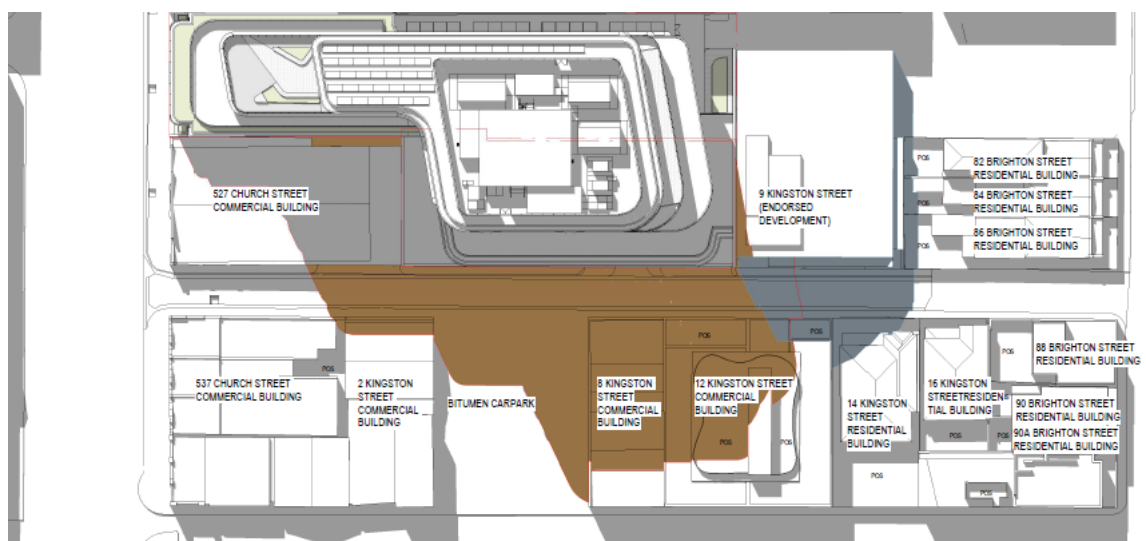 POS
82 BRIGHTON STREET
RESIDENTIAL BUILDING
527 CHURCH STREET
COMMERCIAL BUILDING
9 KINGSTON STREET
(ENDORSED
DEVELOPMENT)
POS
84 BRIGHTON STREET
RESIDENTIAL BUILDING
POS
86 BRIGHTON STREET
RESIDENTIAL BUILDING
POS
POS
POS
88 BRIGHTON STREET
RESIDENTIAL BUILDING
POS
537 CHURCH STREET
COMMERCIAL BUILDING
2 KINGSTON
STREET
COMMERCIAL
BUILDING
BITUMEN CARPARK
8 KINGSTON
STREET
COMMERCIAL
BUILDING
12 KINGSTON STREET
COMMERCIAL
BUILDING
POS
POS
14 KINGSTON
STREET
RESIDENTIAL
BUILDING
16 KINGSTON
STREETRESIDEN
TIAL BUILDING
POS
POS
90 BRIGHTON STREET
RESIDENTIAL BUILDING
90A BRIGHTON STREET
RESIDENTIAL BUILDING
POS
POS